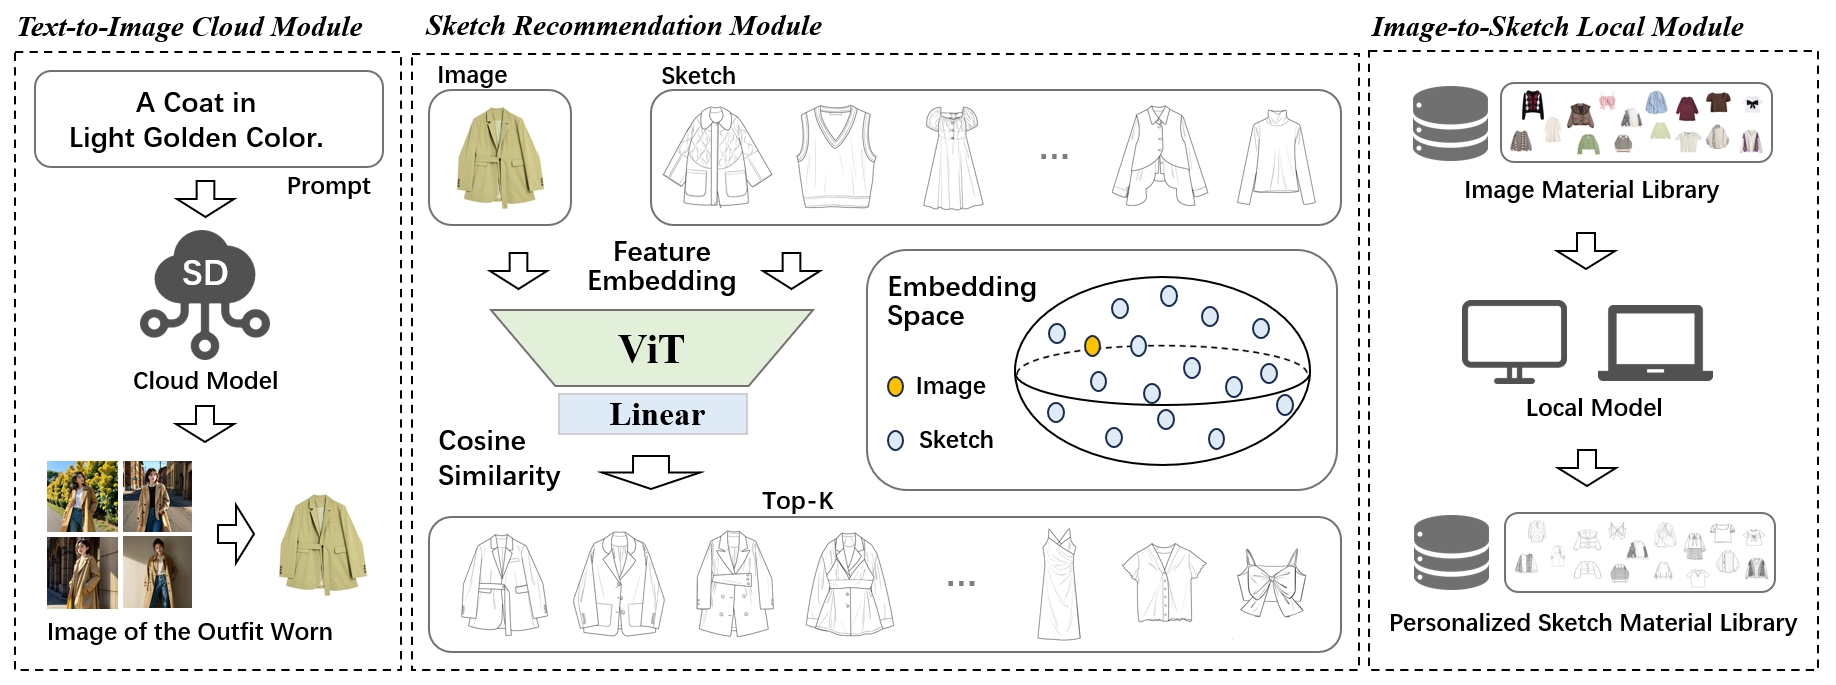 Text-to-Image Cloud Module
A Coat in
Light Golden Color.
Prompt
SD
Cloud Model
Image of the Outfit Worn
Sketch Recommendation Module
Image
Sketch
...
Feature
Embedding
ViT
Linear
Embedding
Space
Image
Sketch
Cosine
Similarity
Top-K
...
Image-to-Sketch Local Module
Image Material Library
Local Model
Personalized Sketch Material Library